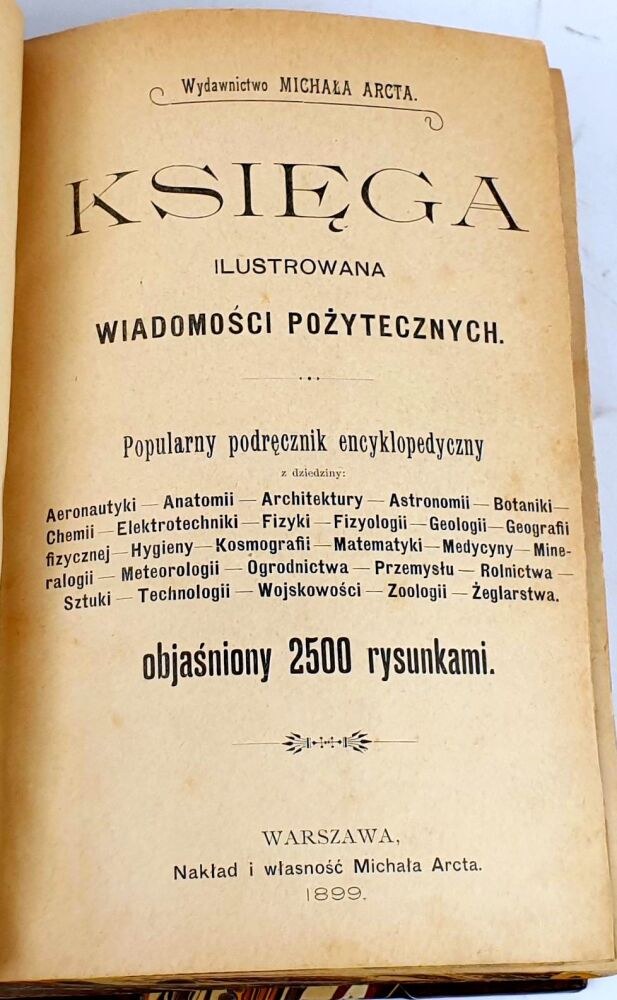 Wydawnictwo MICHAŁA ARCTA.
KSIĘGA
ILUSTROWANA
WIADOMOŚCI POŻYTECZNYCH.
Popularny podręcznik encyklopedyczny
z dziedziny:
Aeronautyki — Anatomii — Architektury — Astronomii — Botaniki —
Chemii — Elektrotechniki — Fizyki — Fizyologii — Geologii — Geografii
fizycznej — Hygieny — Kosmografii — Matematyki — Medycyny — Mine-
ralogii — Meteorologii — Ogrodnictwa — Przemysłu — Rolnictwa —
Sztuki — Technologii — Wojskowości — Zoologii — Żeglarstwa.
objaśniony 2500 rysunkami.
WARSZAWA,
Nakład i własność Michała Arcta.
1899.